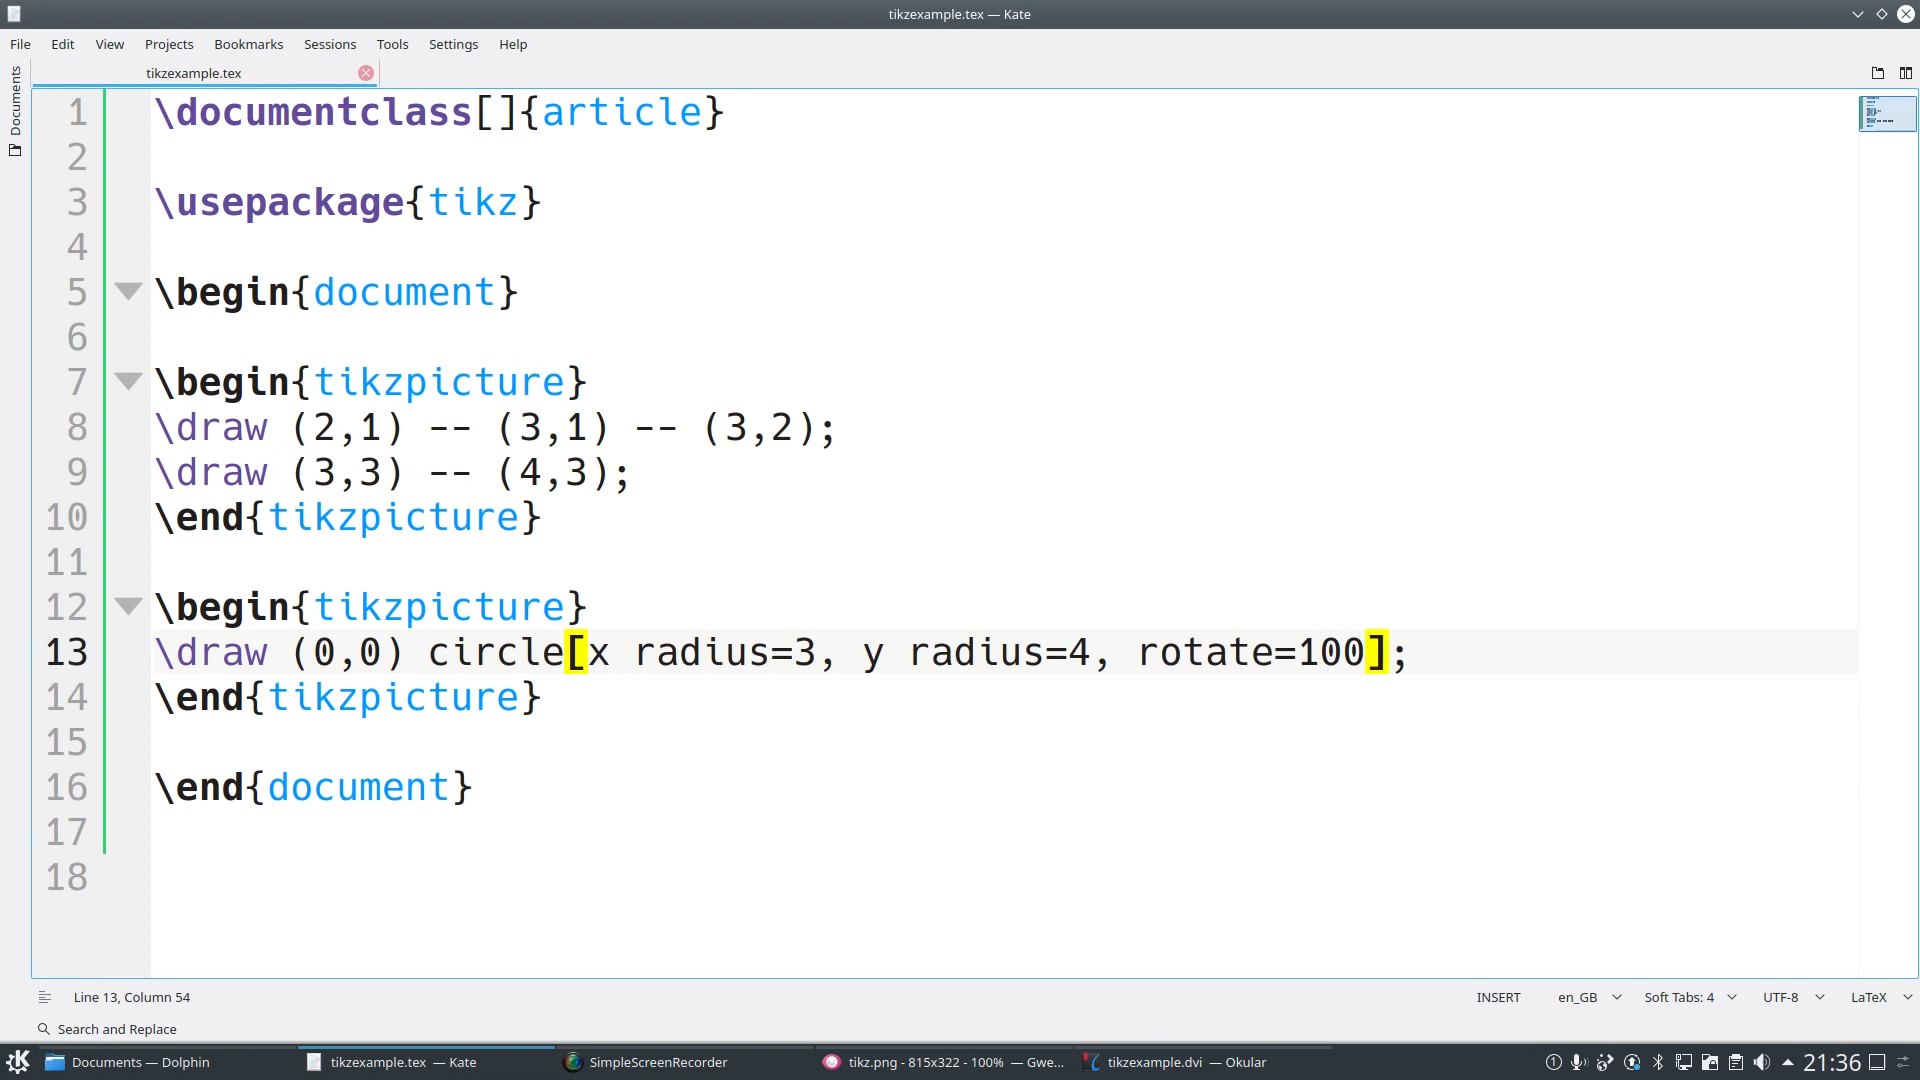 tikzexample.tex — Kate
File Edit View Projects Bookmarks Sessions Tools Settings Help
tikzexample.tex
Documents
1 \documentclass[]{article}
2
3 \usepackage{tikz}
4
5 \begin{document}
6
7 \begin{tikzpicture}
8 \draw (2,1) -- (3,1) -- (3,2);
9 \draw (3,3) -- (4,3);
10 \end{tikzpicture}
11
12 \begin{tikzpicture}
13 \draw (0,0) circle[x radius=3, y radius=4, rotate=100];
14 \end{tikzpicture}
15
16 \end{document}
17
18
Line 13, Column 54 INSERT en_GB Soft Tabs: 4 UTF-8 LaTeX
Search and Replace
Documents — Dolphin tikzexample.tex — Kate SimpleScreenRecorder tikz.png - 815x322 - 100% — Gwe... tikzexample.dvi — Okular 21:36